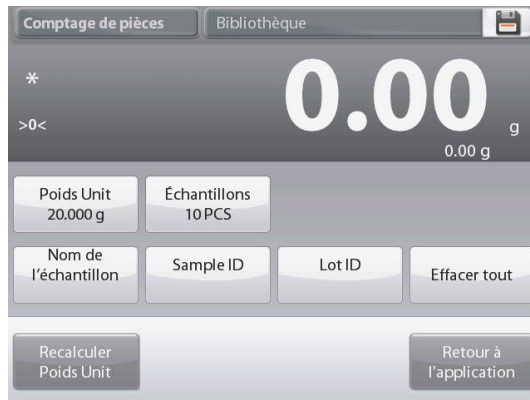 Comptage de pièces Bibliothèque
*
0.00 g
>0<
0.00 g
Poids Unit
20.000 g
Échantillons
10 PCS
Nom de
l'échantillon
Sample ID
Lot ID
Effacer tout
Recalculer
Poids Unit
Retour à
l'application